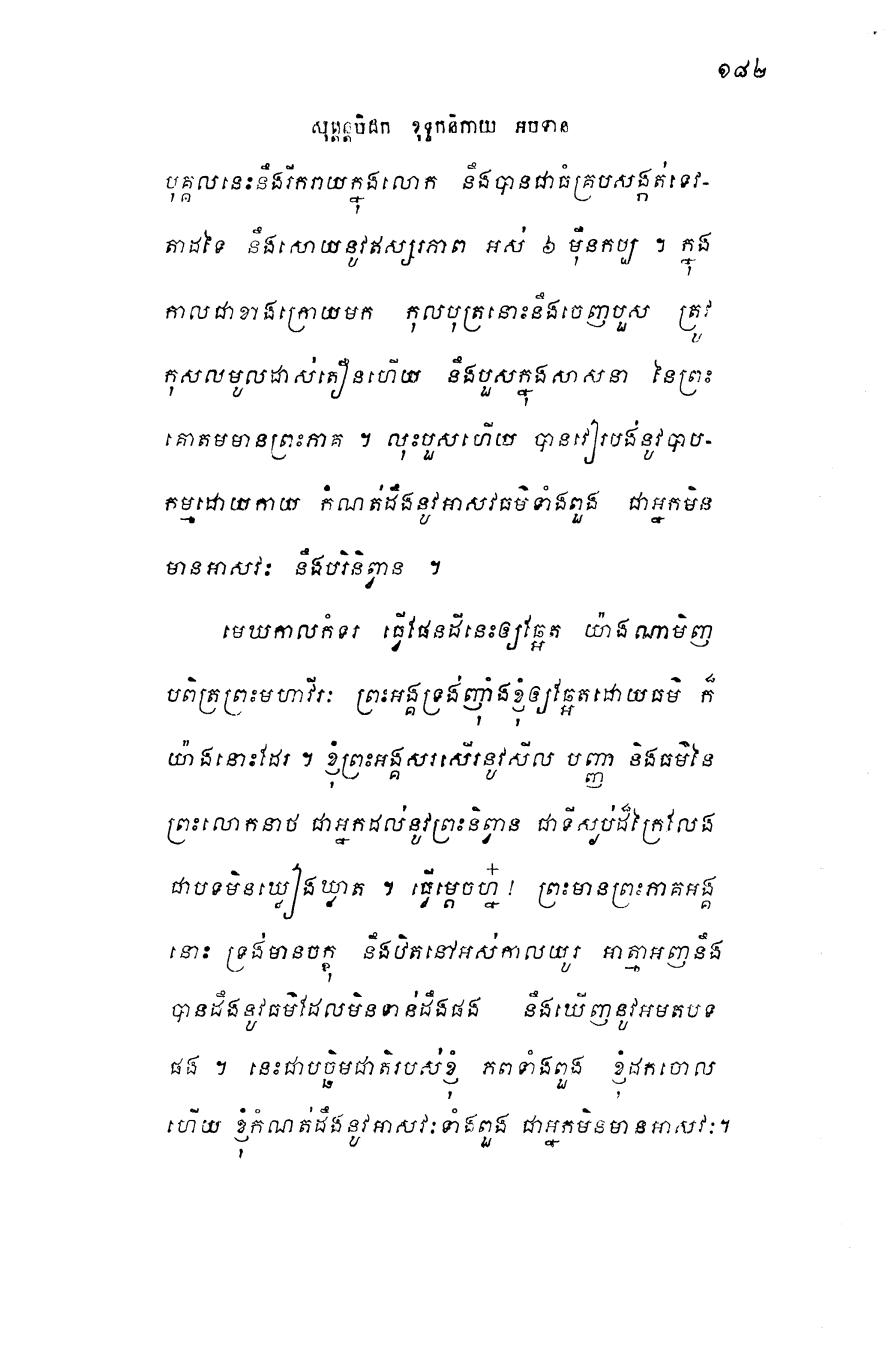 ១៨២
សុត្តន្តបិដក ខុទ្ទកនិកាយ អបទាន
បុគ្គលនេះនឹងរីករាយក្នុងលោក នឹងបានជាធំគ្របសង្កត់ទេវ-
តាដទៃ នឹងសោយនូវឥស្សរភាព អស់ ៦ ម៉ឺនកប្ប ។ ក្នុង
កាលជាខាងក្រោយមក កុលបុត្រនោះនឹងចេញបួស ត្រូវ
កុសលមូលដាស់តឿនហើយ នឹងបួសក្នុងសាសនា នៃព្រះ
គោតមមានព្រះភាគ ។ លុះបួសហើយ បានវៀរបង់នូវបាប-
កម្មដោយកាយ កំណត់ដឹងនូវអាសវធម៌ទាំងពួង ជាអ្នកមិន
មានអាសវៈ នឹងបរិនិព្វាន ។
មេឃកាលកំទរ ធ្វើផែនដីនេះឲ្យឆ្អែត យ៉ាងណាមិញ
បពិត្រព្រះមហាវីរៈ ព្រះអង្គទ្រង់ញ៉ាំងខ្ញុំឲ្យឆ្អែតដោយធម៌ ក៏
យ៉ាងនោះដែរ ។ ខ្ញុំព្រះអង្គសរសើរនូវសីល បញ្ញា និងធម៌នៃ
ព្រះលោកនាថ ជាអ្នកដល់នូវព្រះនិព្វាន ជាទីស្ងប់ដ៏ក្រៃលែង
ជាបទមិនឃ្លៀងឃ្លាត ។ ធ្វើម្តេចហ្ន៎! ព្រះមានព្រះភាគអង្គ
នោះ ទ្រង់មានចក្ខុ នឹងឋិតនៅអស់កាលយូរ អាត្មាអញនឹង
បានដឹងនូវធម៌ដែលមិនទាន់ដឹងផង នឹងឃើញនូវអមតបទ
ផង ។ នេះជាបច្ឆិមជាតិរបស់ខ្ញុំ ភពទាំងពួង ខ្ញុំដកចោល
ហើយ ខ្ញុំកំណត់ដឹងនូវអាសវៈទាំងពួង ជាអ្នកមិនមានអាសវៈ។